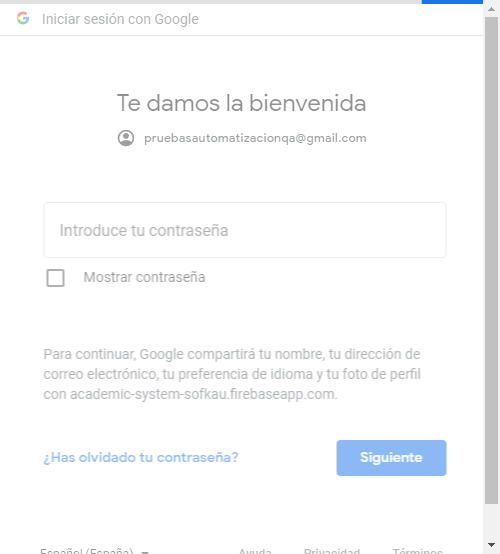 Iniciar sesión con Google
Te damos la bienvenida
pruebasautomatizacionqa@gmail.com
Introduce tu contraseña
Mostrar contraseña
Para continuar, Google compartirá tu nombre, tu dirección de
correo electrónico, tu preferencia de idioma y tu foto de perfil
con academic-system-sofkau.firebaseapp.com.
¿Has olvidado tu contraseña? Siguiente
Español (España) Ayuda Privacidad Términos